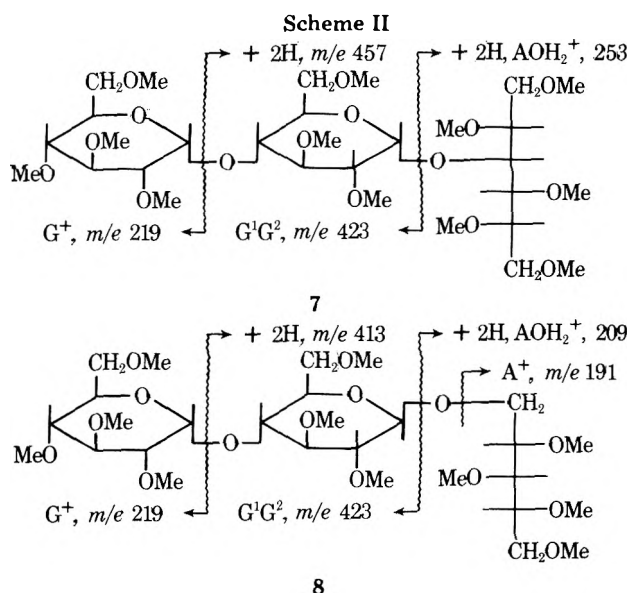 Scheme II
+ 2H, m/e 457
+ 2H, AOH₂⁺, 253
CH₂OMe
CH₂OMe
CH₂OMe
O
O
MeO
OMe
OMe
O
O
MeO
OMe
OMe
OMe
MeO
G⁺, m/e 219
G¹G², m/e 423
CH₂OMe
7
+ 2H, m/e 413
+ 2H, AOH₂⁺, 209
CH₂OMe
CH₂OMe
A⁺, m/e 191
O
O
O
CH₂
OMe
OMe
OMe
MeO
O
MeO
OMe
OMe
OMe
G⁺, m/e 219
G¹G², m/e 423
CH₂OMe
8